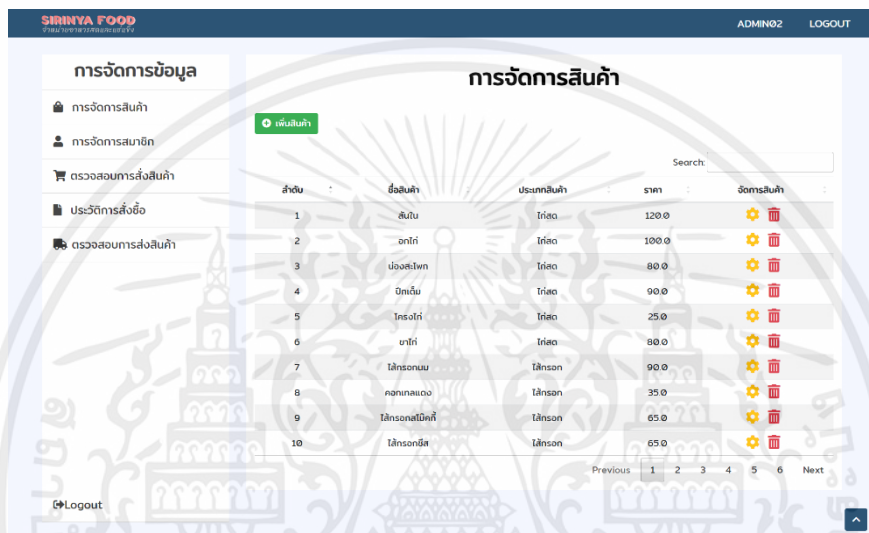 SIRINYA FOOD
ADMIN02 LOGOUT
การจัดการข้อมูล
การจัดการสินค้า
การจัดการสมาชิก
ตรวจสอบการสั่งสินค้า
ประวัติการสั่งซื้อ
ตรวจสอบการส่งสินค้า
Logout
การจัดการสินค้า
เพิ่มสินค้า
Search:
ลำดับ ชื่อสินค้า ประเภทสินค้า ราคา จัดการสินค้า
1 สันใน ไก่สด 120.0
2 อกไก่ ไก่สด 100.0
3 น่องสะโพก ไก่สด 80.0
4 ปีกเต็ม ไก่สด 90.0
5 โครงไก่ ไก่สด 25.0
6 ขาไก่ ไก่สด 80.0
7 ไส้กรอกนม ไส้กรอก 90.0
8 คอกเทลแดง ไส้กรอก 35.0
9 ไส้กรอกสโม๊คกี้ ไส้กรอก 65.0
10 ไส้กรอกชีส ไส้กรอก 65.0
Previous 1 2 3 4 5 6 Next